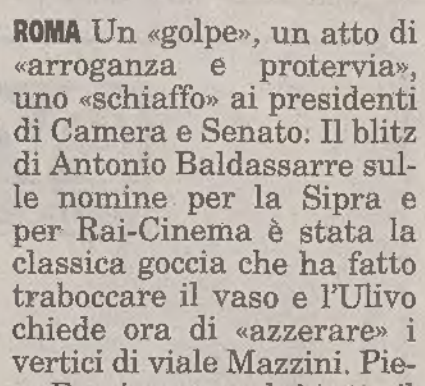 ROMA Un «golpe», un atto di
«arroganza e protervia»,
uno «schiaffo» ai presidenti
di Camera e Senato: Il blitz
di Antonio Baldassarre sul-
le nomine per la Sipra e
per Rai-Cinema è stata la
classica goccia che ha fatto
traboccare il vaso e l'Ulivo
chiede ora di «azzerare» i
vertici di viale Mazzini. Pie-